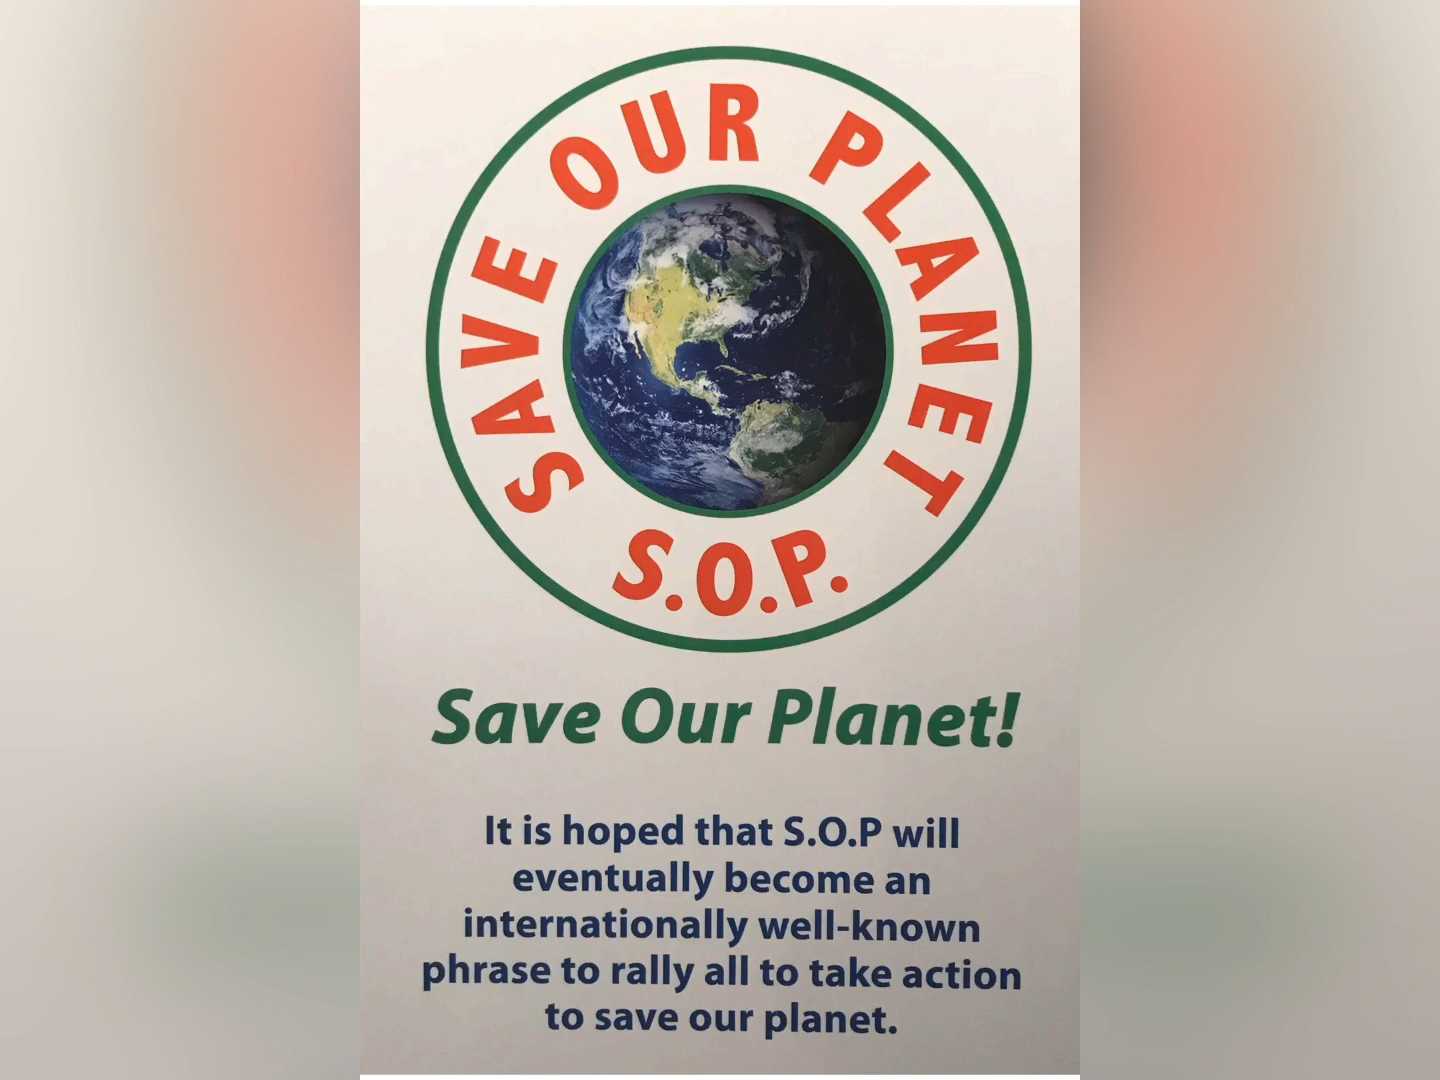 SAVE OUR PLANET
S.O.P.
Save Our Planet!
It is hoped that S.O.P will
eventually become an
internationally well-known
phrase to rally all to take action
to save our planet.